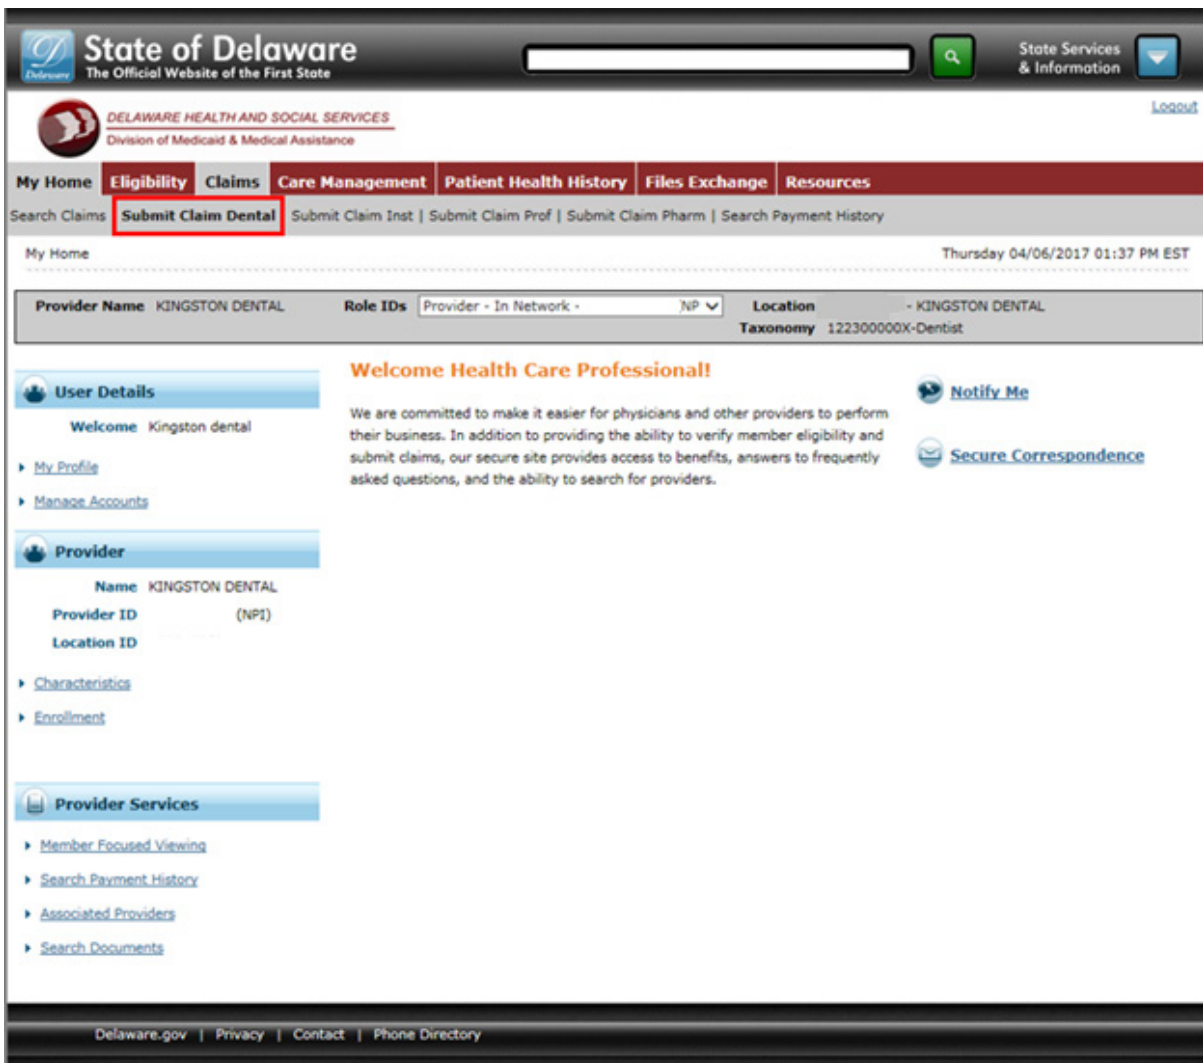 State of Delaware
The Official Website of the First State
Delaware
State Services
& Information
DELAWARE HEALTH AND SOCIAL SERVICES
Division of Medicaid & Medical Assistance
Logout
My Home Eligibility Claims Care Management Patient Health History Files Exchange Resources
Search Claims Submit Claim Dental Submit Claim Inst | Submit Claim Prof | Submit Claim Pharm | Search Payment History
My Home Thursday 04/06/2017 01:37 PM EST
Provider Name KINGSTON DENTAL Role IDs Provider - In Network - NP Location - KINGSTON DENTAL
Taxonomy 122300000X-Dentist
User Details
Welcome Kingston dental
My Profile
Manage Accounts
Provider
Name KINGSTON DENTAL
Provider ID (NPI)
Location ID
Characteristics
Enrollment
Provider Services
Member Focused Viewing
Search Payment History
Associated Providers
Search Documents
Welcome Health Care Professional!
We are committed to make it easier for physicians and other providers to perform
their business. In addition to providing the ability to verify member eligibility and
submit claims, our secure site provides access to benefits, answers to frequently
asked questions, and the ability to search for providers.
Notify Me
Secure Correspondence
Delaware.gov | Privacy | Contact | Phone Directory